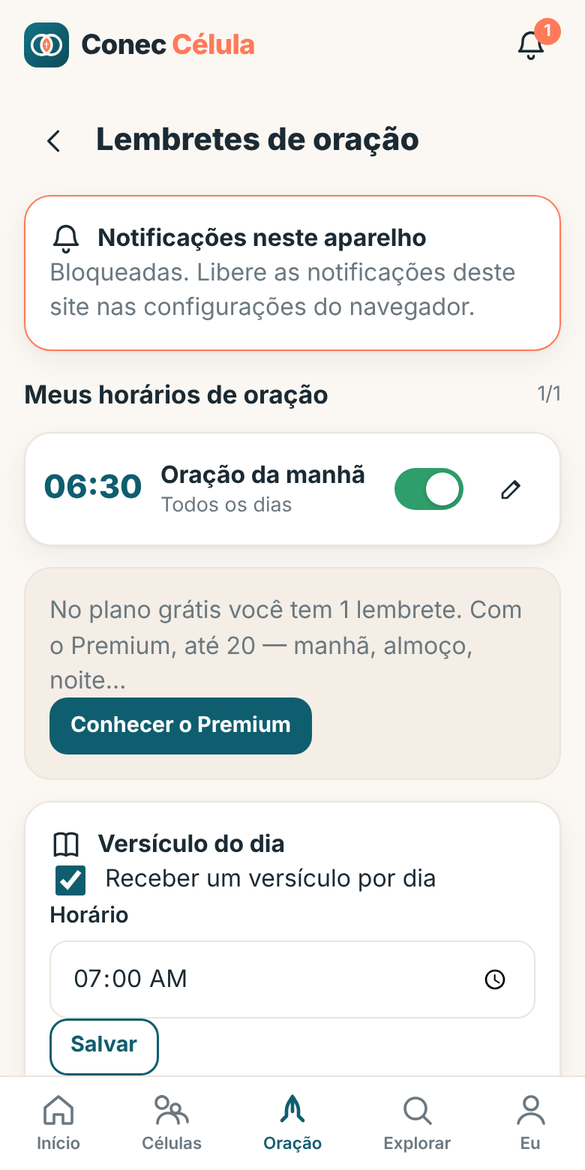 Conec Célula
1
Lembretes de oração
Notificações neste aparelho
Bloqueadas. Libere as notificações deste
site nas configurações do navegador.
Meus horários de oração
1/1
06:30
Oração da manhã
Todos os dias
No plano grátis você tem 1 lembrete. Com
o Premium, até 20 — manhã, almoço,
noite...
Conhecer o Premium
Versículo do dia
Receber um versículo por dia
Horário
07:00 AM
Salvar
Início
Células
Oração
Explorar
Eu